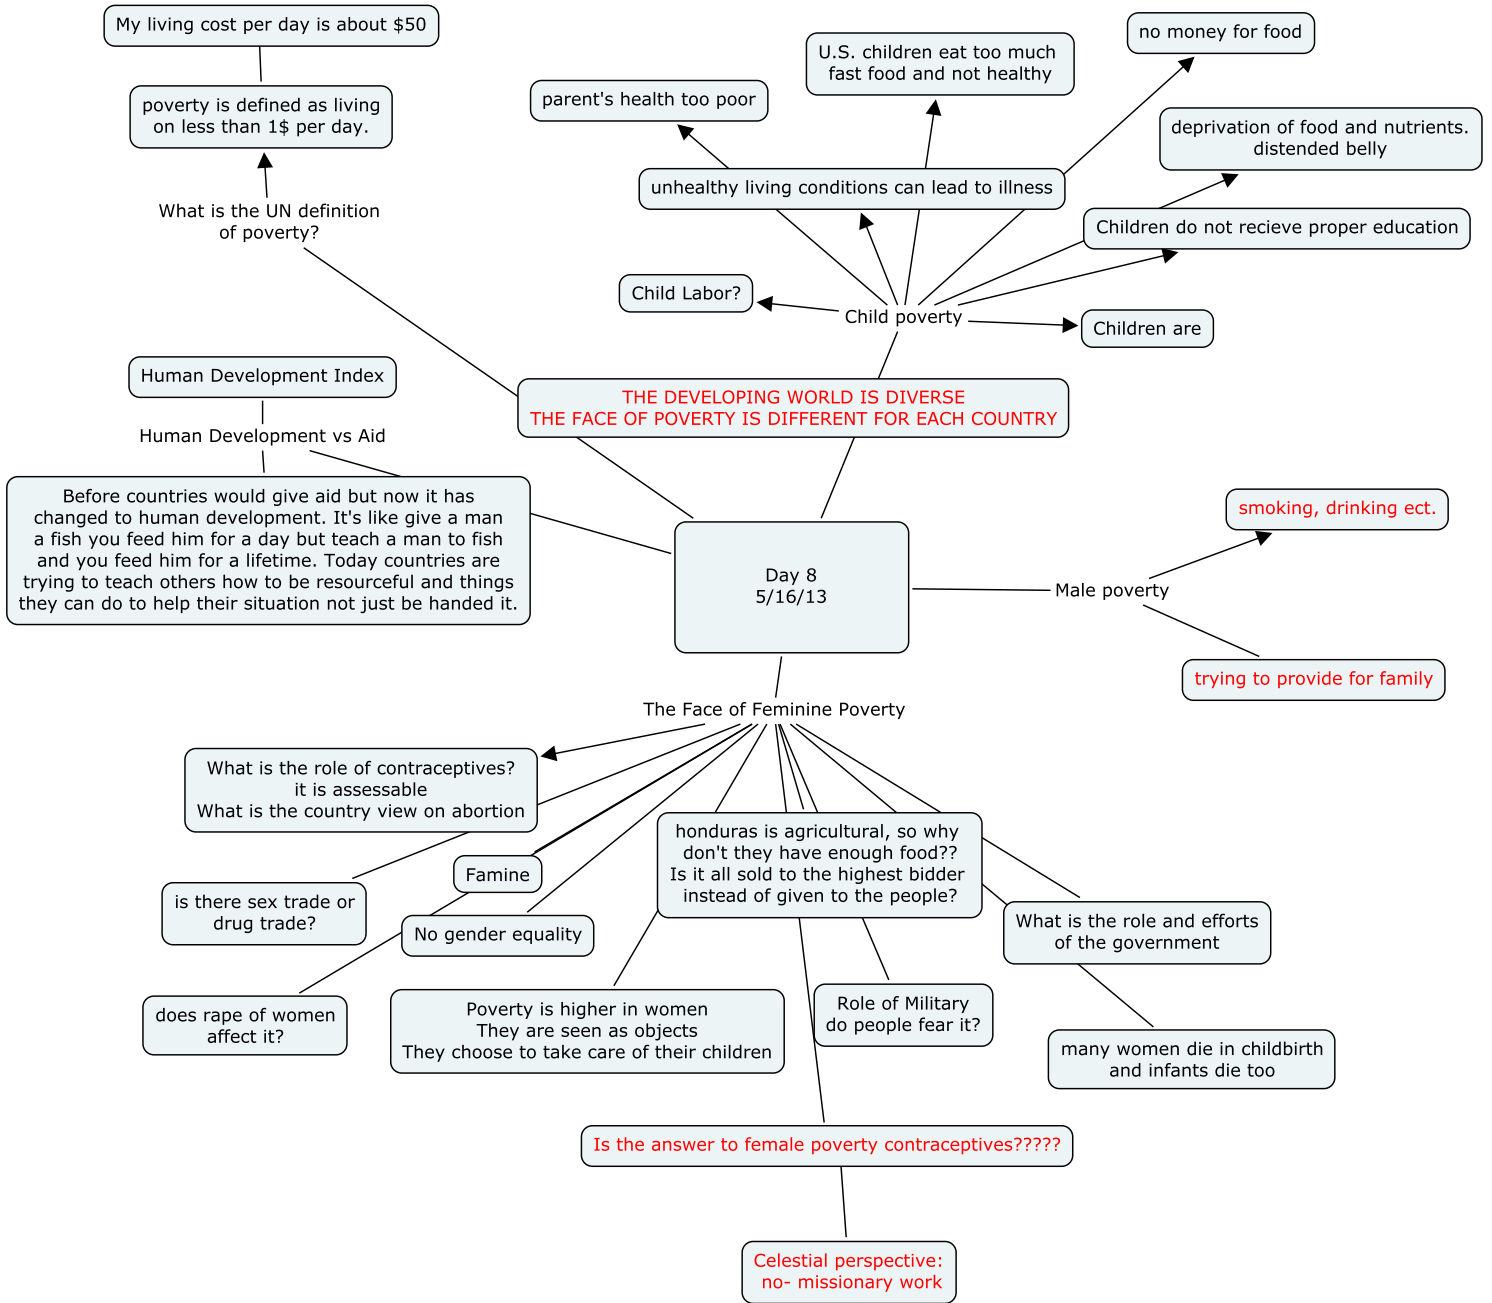 My living cost per day is about $50
no money for food
U.S. children eat too much
fast food and not healthy
parent's health too poor
poverty is defined as living
on less than 1$ per day.
deprivation of food and nutrients.
distended belly
unhealthy living conditions can lead to illness
What is the UN definition
of poverty?
Children do not recieve proper education
Child Labor?
Child poverty
Children are
Human Development Index
THE DEVELOPING WORLD IS DIVERSE
THE FACE OF POVERTY IS DIFFERENT FOR EACH COUNTRY
Human Development vs Aid
Before countries would give aid but now it has
changed to human development. It's like give a man
a fish you feed him for a day but teach a man to fish
and you feed him for a lifetime. Today countries are
trying to teach others how to be resourceful and things
they can do to help their situation not just be handed it.
smoking, drinking ect.
Day 8
5/16/13
Male poverty
trying to provide for family
The Face of Feminine Poverty
What is the role of contraceptives?
it is assessable
What is the country view on abortion
honduras is agricultural, so why
don't they have enough food??
Is it all sold to the highest bidder
instead of given to the people?
Famine
is there sex trade or
drug trade?
No gender equality
What is the role and efforts
of the government
does rape of women
affect it?
Poverty is higher in women
They are seen as objects
They choose to take care of their children
Role of Military
do people fear it?
many women die in childbirth
and infants die too
Is the answer to female poverty contraceptives?????
Celestial perspective:
no- missionary work